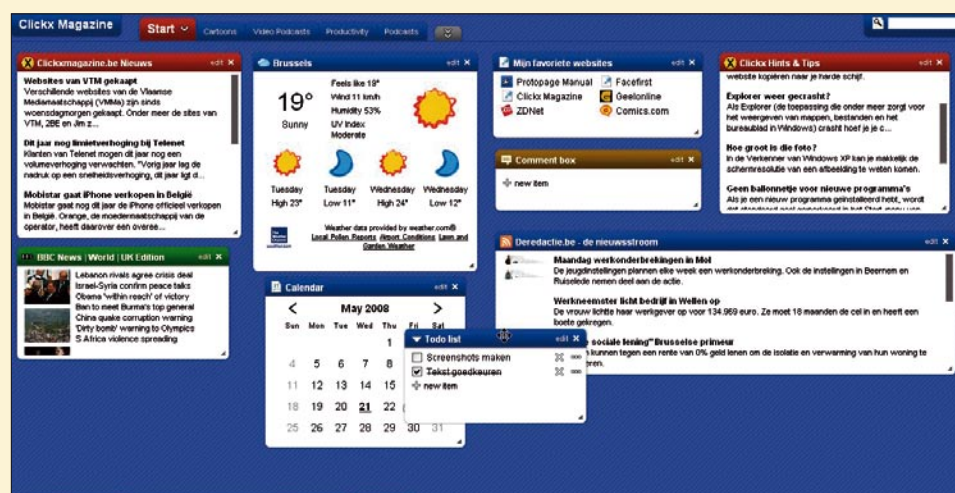 Clickx Magazine
Start Cartoons Video Podcasts Productivity Podcasts
Clickxmagazine.be Nieuws edit
Websites van VTM gekaapt
Verschillende websites van de Vlaamse
Mediamaatschappij (VMMa) zijn sinds
woensdagmorgen gekaapt. Onder meer de sites van
VTM, 2BE en Jim z...
Dit jaar nog limietverhoging bij Telenet
Klanten van Telenet mogen dit jaar nog een
volumeverhoging verwachten. "Vorig jaar lag de
nadruk op een snelheidsverhoging, dit jaar ligt d...
Mobistar gaat iPhone verkopen in België
Mobistar gaat nog dit jaar de iPhone officieel verkopen
in België. Orange, de moedermaatschappij van de
operator, heeft daarover een overee...
BBC News | World | UK Edition edit
Lebanon rivals agree crisis deal
Israel-Syria confirm peace talks
Obama 'within reach' of victory
Ban to meet Burma's top general
China quake corruption warning
'Dirty bomb' warning to Olympics
S Africa violence spreading
Brussels edit
19°
Sunny
Feels like 19°
Wind 11 km/h
Humidity 53%
UV Index
Moderate
Tuesday Tuesday Wednesday Wednesday
High 23° Low 11° High 24° Low 12°
Weather data provided by weather.com®
Local Pollen Reports Airport Conditions Lawn and
Garden Weather
Calendar edit
< May 2008 >
Sun Mon Tue Wed Thu Fri Sat
1
4 5 6 7 8
11 12 13 14 15
18 19 20 21 22
25 26 27 28 29 30 31
Todo list edit
Screenshots maken
Tekst goedkeuren
new item
Mijn favoriete websites edit
Protopage Manual Facefirst
Clickx Magazine Geelonline
ZDNet Comics.com
Comment box edit
new item
Clickx Hints & Tips edit
website kopiëren naar je harde schijf.
Explorer weer gecrasht?
Als Explorer (de toepassing die onder meer zorgt voor
het weergeven van mappen, bestanden en het
bureaublad in Windows) crasht hoef je je c...
Hoe groot is die foto?
In de Verkenner van Windows XP kan je makkelijk de
schermresolutie van een afbeelding te weten komen.
Geen ballonnetje voor nieuwe programma's
Als je een nieuw programma geïnstalleerd hebt, wordt
Deredactie.be - de nieuwsstroom edit
Maandag werkonderbrekingen in Mol
De jeugdinstellingen plannen elke week een werkonderbreking. Ook de instellingen in Beernem en
Ruiselede nemen deel aan de actie.
Werkneemster licht bedrijf in Wellen op
De vrouw lichtte haar werkgever op voor 134.969 euro. Ze moet 18 maanden de cel in en heeft een
boete gekregen.
sociale lening" Brusselse primeur
kunnen tegen een rente van 0% geld lenen om de isolatie en verwarming van hun woning te